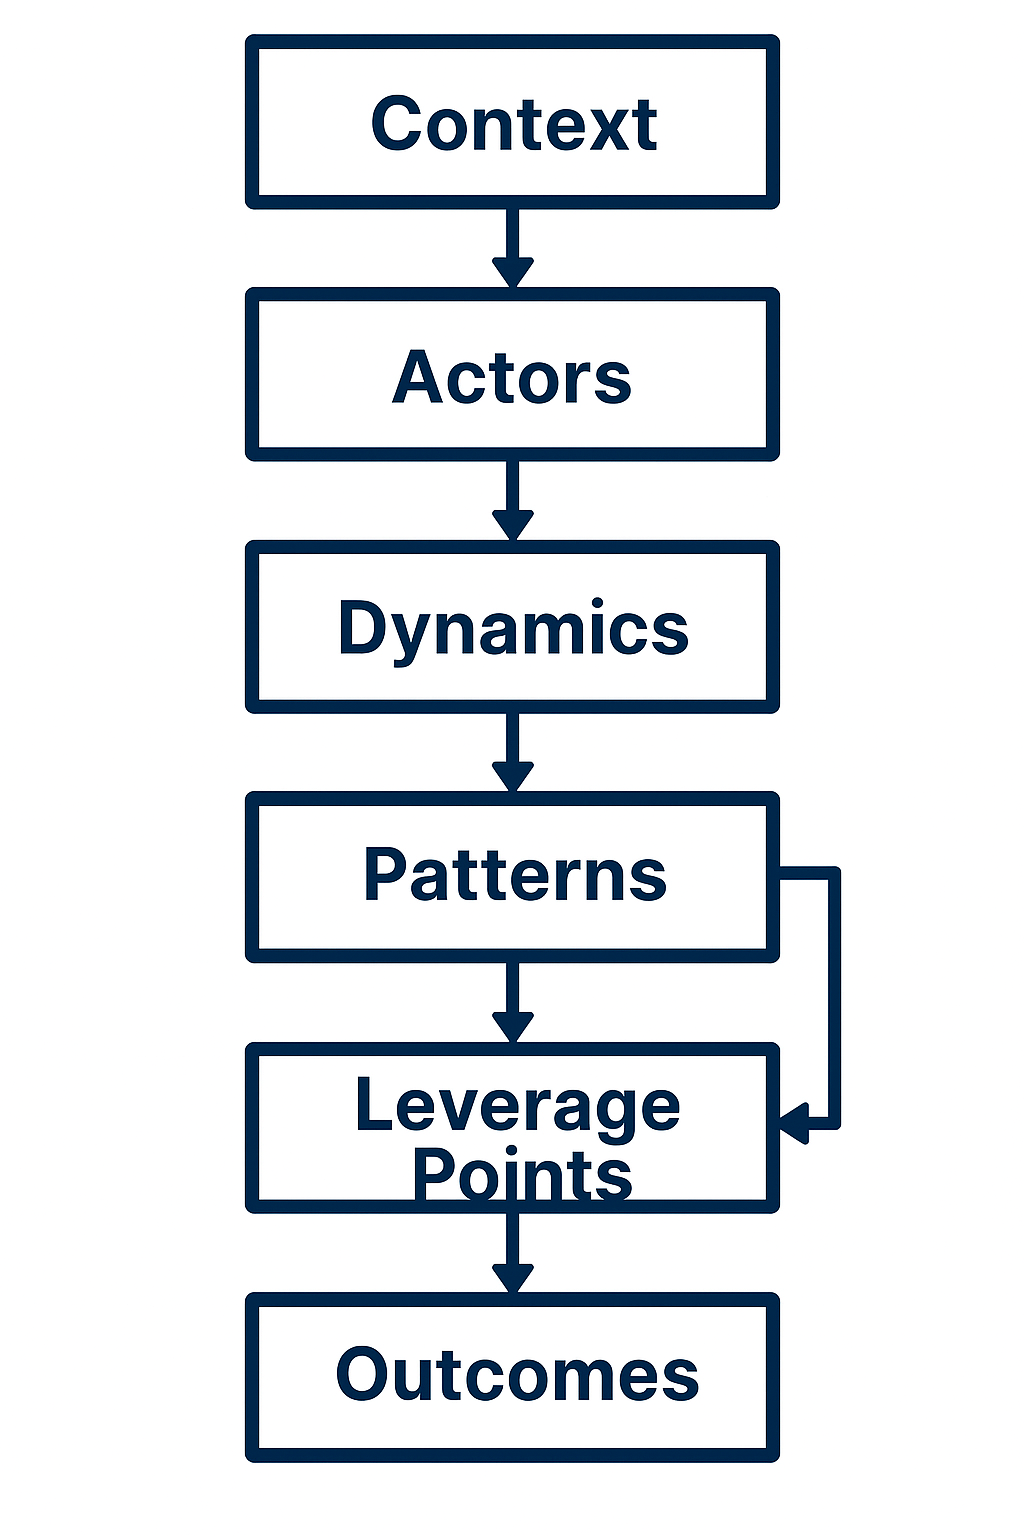 Context
Actors
Dynamics
Patterns
Leverage
Points
Outcomes